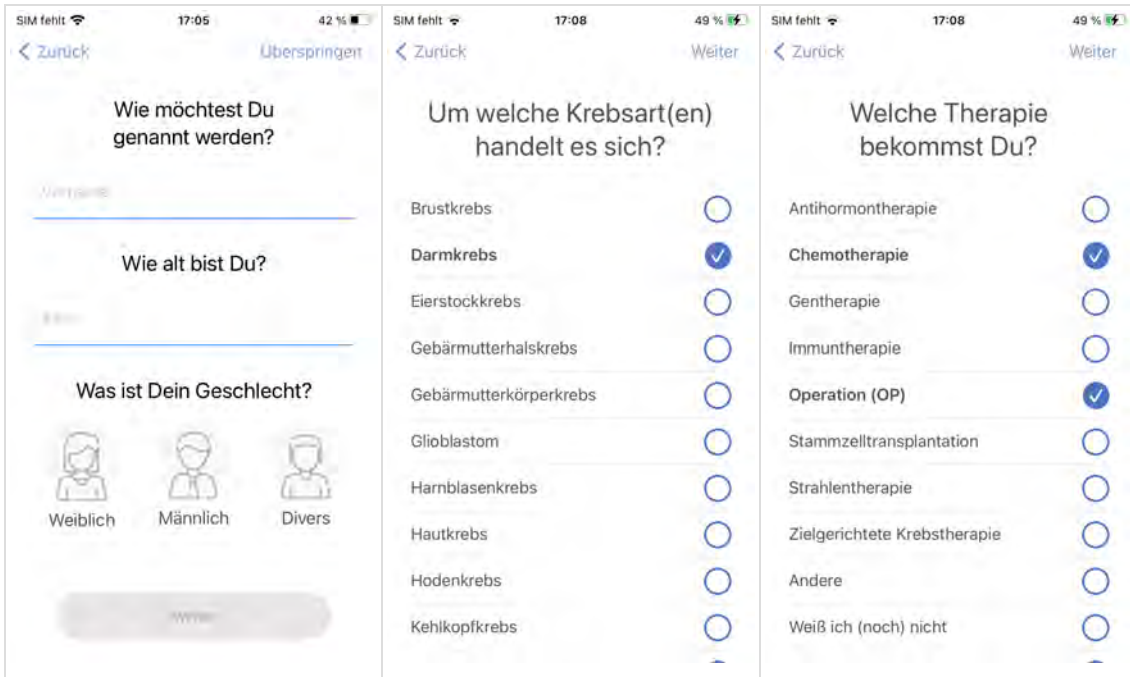 SIM fehlt 17:05 42 %
Zurück Überspringen
Wie möchtest Du
genannt werden?
Vorname
Wie alt bist Du?
Alter
Was ist Dein Geschlecht?
Weiblich Männlich Divers
Weiter
SIM fehlt 17:08 49 %
Zurück Weiter
Um welche Krebsart(en)
handelt es sich?
Brustkrebs
Darmkrebs
Eierstockkrebs
Gebärmutterhalskrebs
Gebärmutterkörperkrebs
Glioblastom
Harnblasenkrebs
Hautkrebs
Hodenkrebs
Kehlkopfkrebs
SIM fehlt 17:08 49 %
Zurück Weiter
Welche Therapie
bekommst Du?
Antihormontherapie
Chemotherapie
Gentherapie
Immuntherapie
Operation (OP)
Stammzelltransplantation
Strahlentherapie
Zielgerichtete Krebstherapie
Andere
Weiß ich (noch) nicht